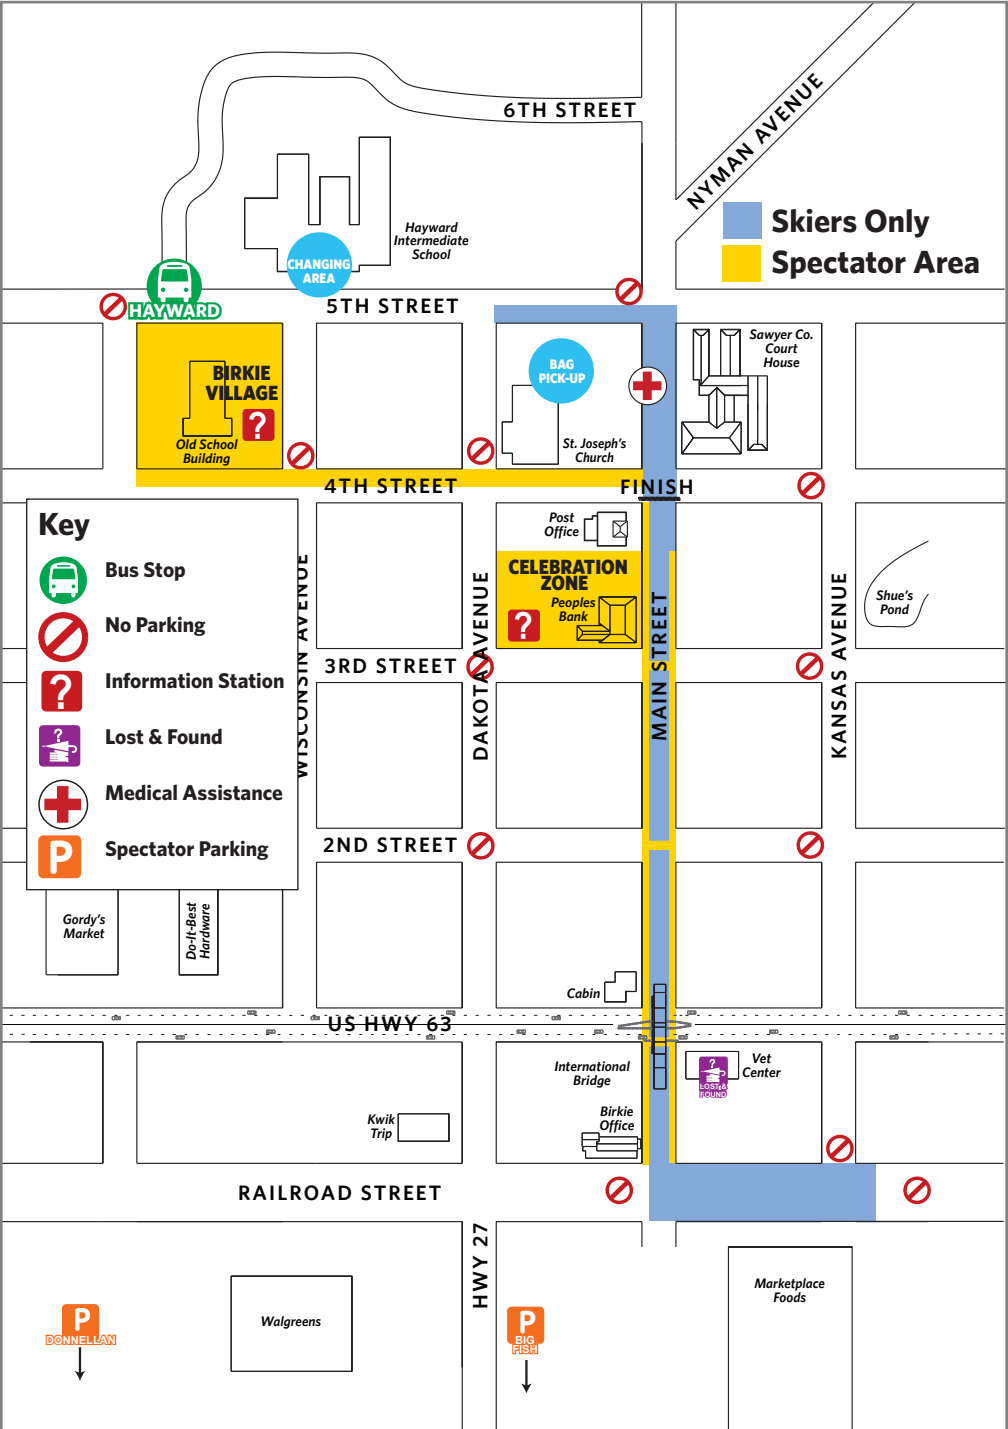 6TH STREET
NYMAN AVENUE
Skiers Only
Spectator Area
Hayward
Intermediate
School
CHANGING
AREA
HAYWARD
5TH STREET
BIRKIE
VILLAGE
?
Old School
Building
BAG
PICK-UP
St. Joseph's
Church
Sawyer Co.
Court
House
4TH STREET
FINISH
Key
Bus Stop
No Parking
?
Information Station
?
Lost & Found
Medical Assistance
P
Spectator Parking
WISCONSIN AVENUE
Post
Office
CELEBRATION
ZONE
?
Peoples
Bank
DAKOTA AVENUE
MAIN STREET
KANSAS AVENUE
Shue's
Pond
3RD STREET
2ND STREET
Gordy's
Market
Do-It-Best
Hardware
Cabin
US HWY 63
International
Bridge
?
LOST &
FOUND
Vet
Center
Kwik
Trip
Birkie
Office
RAILROAD STREET
HWY 27
P
DONNELLAN
Walgreens
P
BIG
FISH
Marketplace
Foods